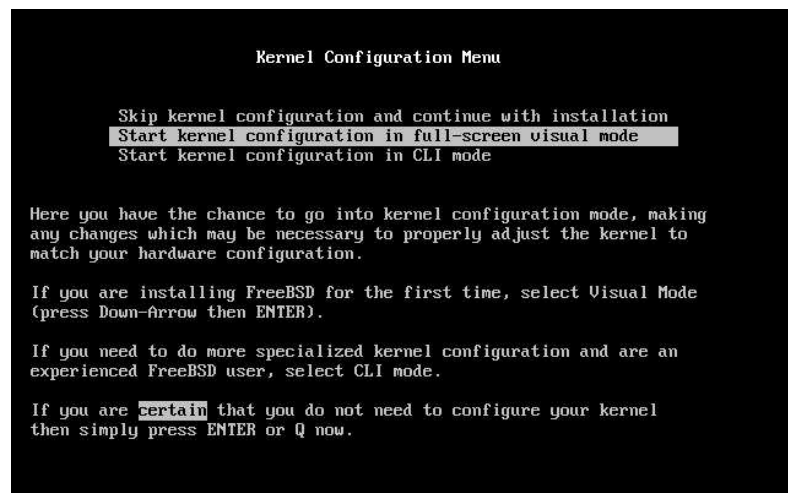 Kernel Configuration Menu
Skip kernel configuration and continue with installation
Start kernel configuration in full-screen visual mode
Start kernel configuration in CLI mode
Here you have the chance to go into kernel configuration mode, making
any changes which may be necessary to properly adjust the kernel to
match your hardware configuration.
If you are installing FreeBSD for the first time, select Visual Mode
(press Down-Arrow then ENTER).
If you need to do more specialized kernel configuration and are an
experienced FreeBSD user, select CLI mode.
If you are certain that you do not need to configure your kernel
then simply press ENTER or Q now.